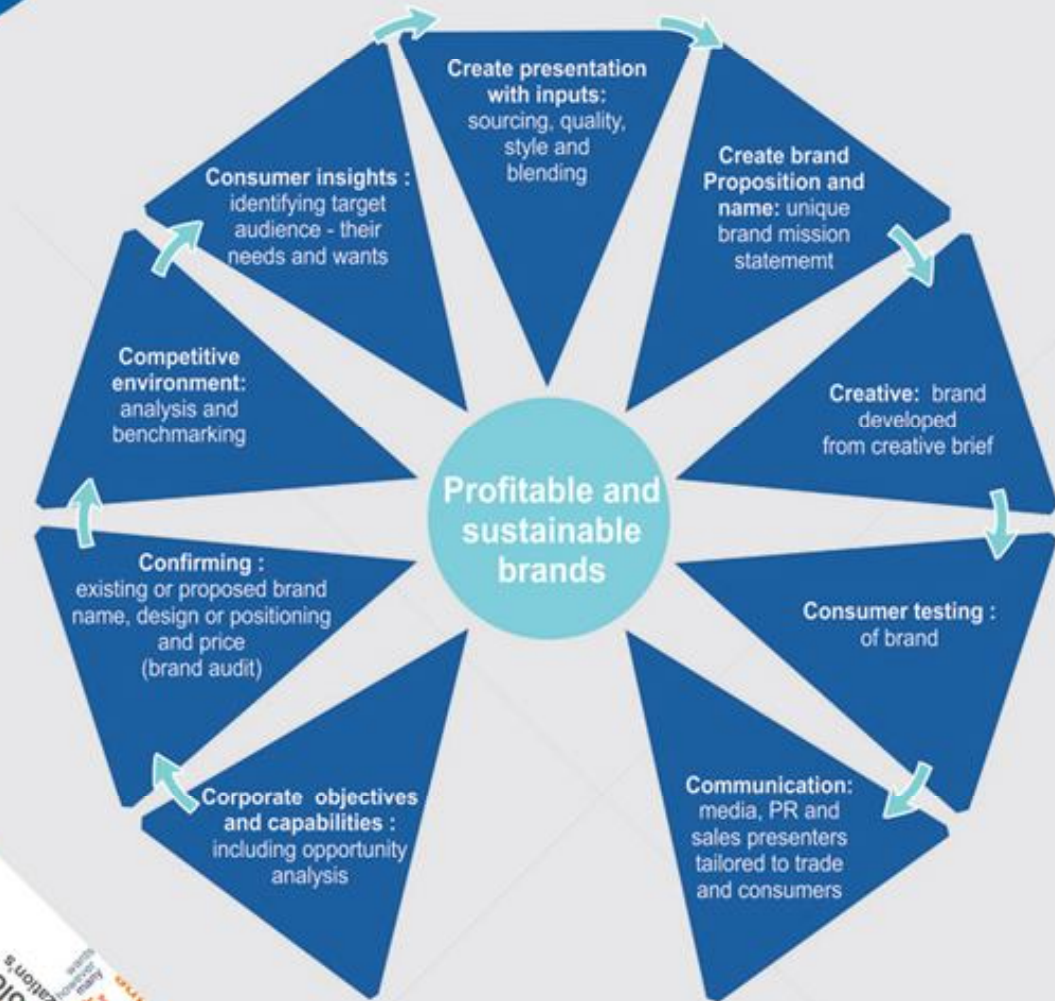 Create presentation
with inputs:
sourcing, quality,
style and
blending
Create brand
Proposition and
name: unique
brand mission
statememt
Creative: brand
developed
from creative brief
Consumer testing :
of brand
Communication:
media, PR and
sales presenters
tailored to trade
and consumers
Corporate objectives
and capabilities :
including opportunity
analysis
Confirming :
existing or proposed brand
name, design or positioning
and price
(brand audit)
Competitive
environment:
analysis and
benchmarking
Consumer insights :
identifying target
audience - their
needs and wants
Profitable and
sustainable
brands
wants
however
many